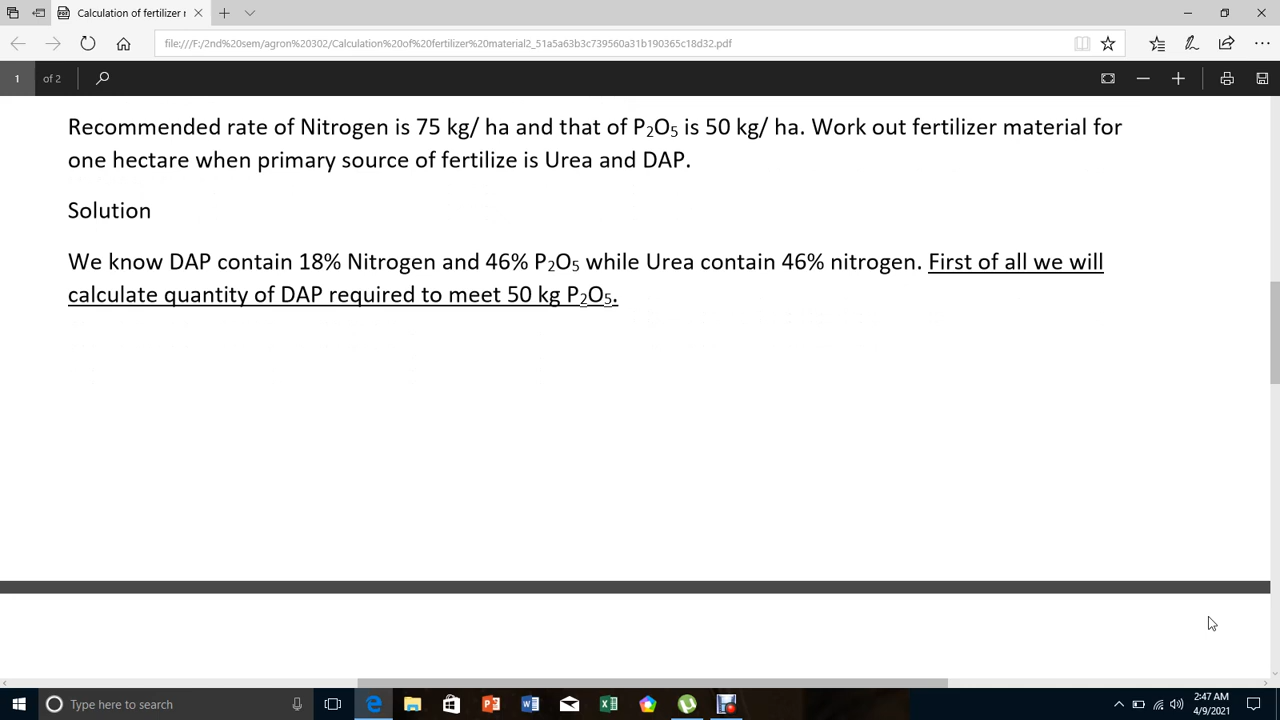 Calculation of fertilizer r
file:///F:/2nd%20sem/agron%20302/Calculation%20of%20fertilizer%20material2_51a5a63b3c739560a31b190365c18d32.pdf
1 of 2
Recommended rate of Nitrogen is 75 kg/ ha and that of P₂O₅ is 50 kg/ ha. Work out fertilizer material for
one hectare when primary source of fertilize is Urea and DAP.
Solution
We know DAP contain 18% Nitrogen and 46% P₂O₅ while Urea contain 46% nitrogen. First of all we will
calculate quantity of DAP required to meet 50 kg P₂O₅.
Type here to search
2:47 AM
4/9/2021